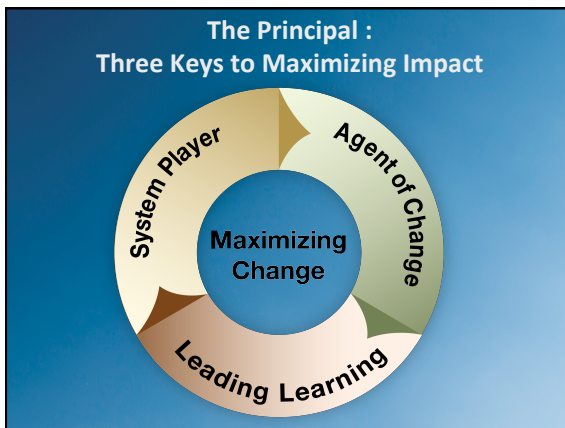 The Principal :
Three Keys to Maximizing Impact
System Player
Agent of Change
Maximizing
Change
Leading Learning